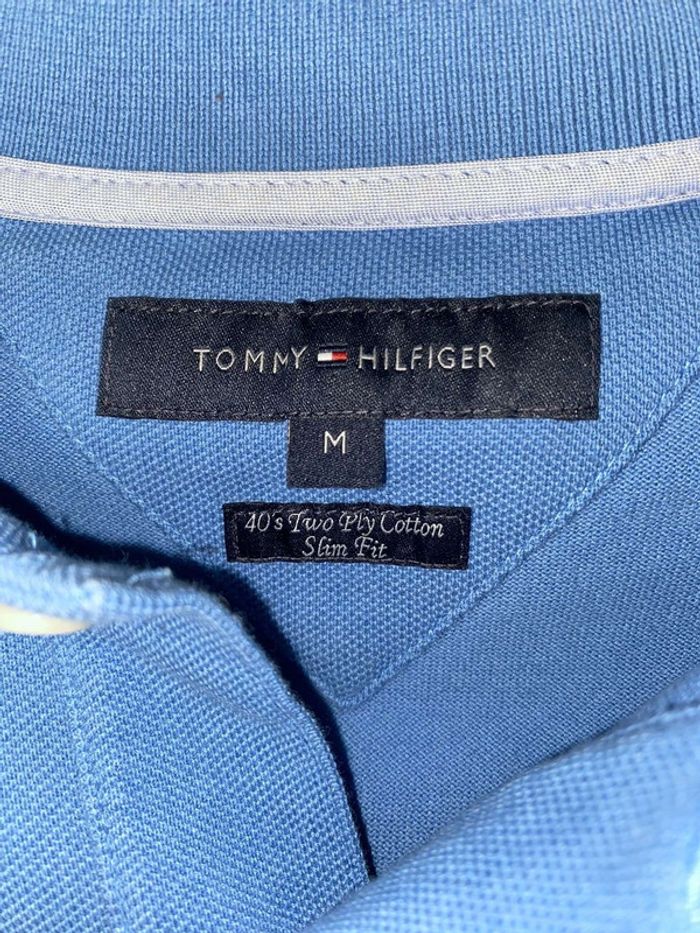 TOMMY HILFIGER
M
40's Two Ply Cotton
Slim Fit